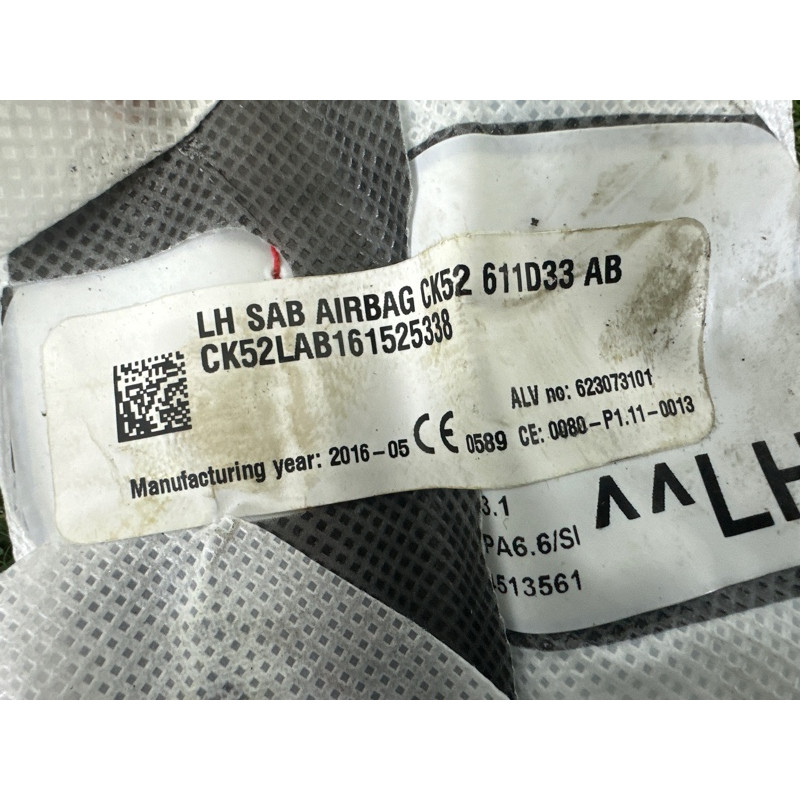 LH SAB AIRBAG CK52 611D33 AB
CK52LAB161525338
ALV no: 623073101
Manufacturing year: 2016-05 CE 0589 CE: 0080-P1.11-0013
3.1
PA6.6/SI
513561
LH